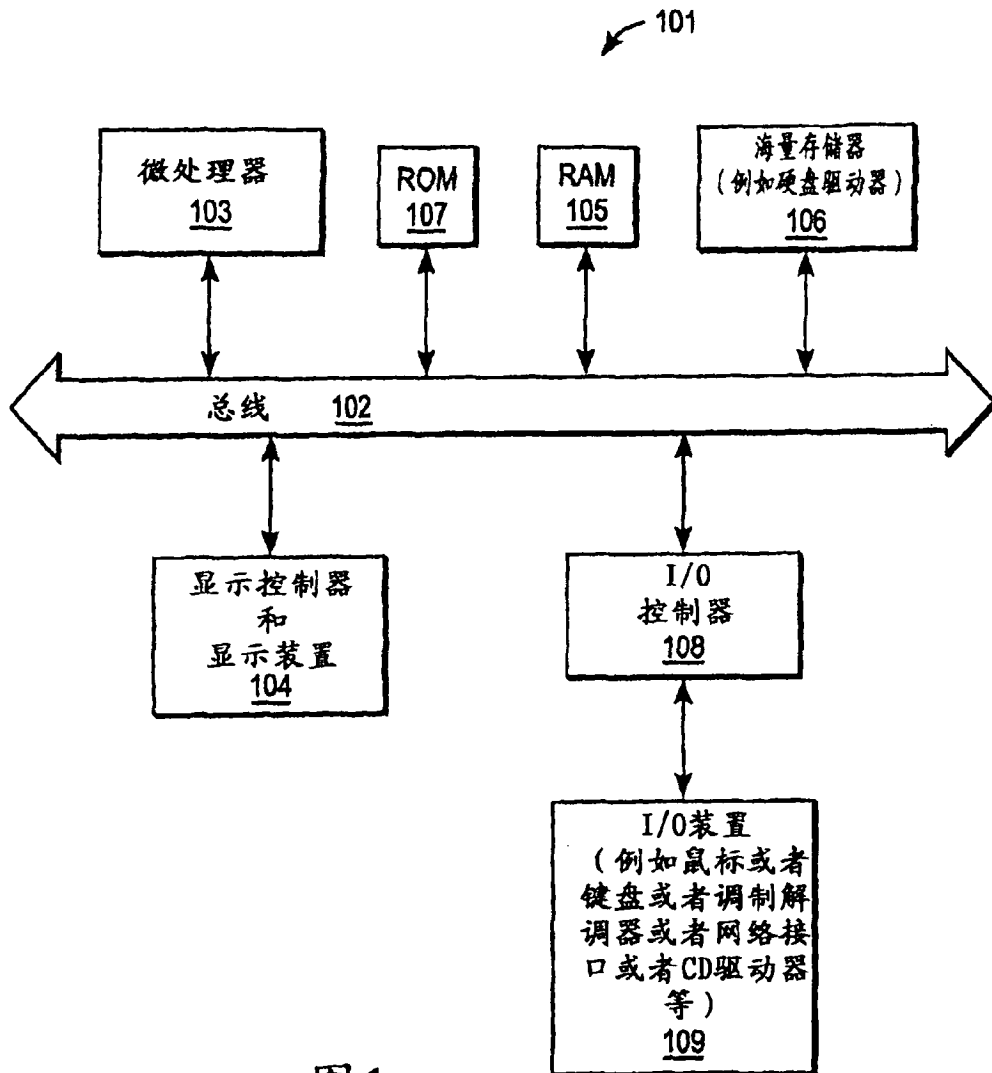 101
微处理器
103
ROM
107
RAM
105
海量存储器
(例如硬盘驱动器)
106
总线 102
显示控制器
和
显示装置
104
I/O
控制器
108
I/O装置
(例如鼠标或者
键盘或者调制解
调器或者网络接
口或者CD驱动器
等)
109
图1